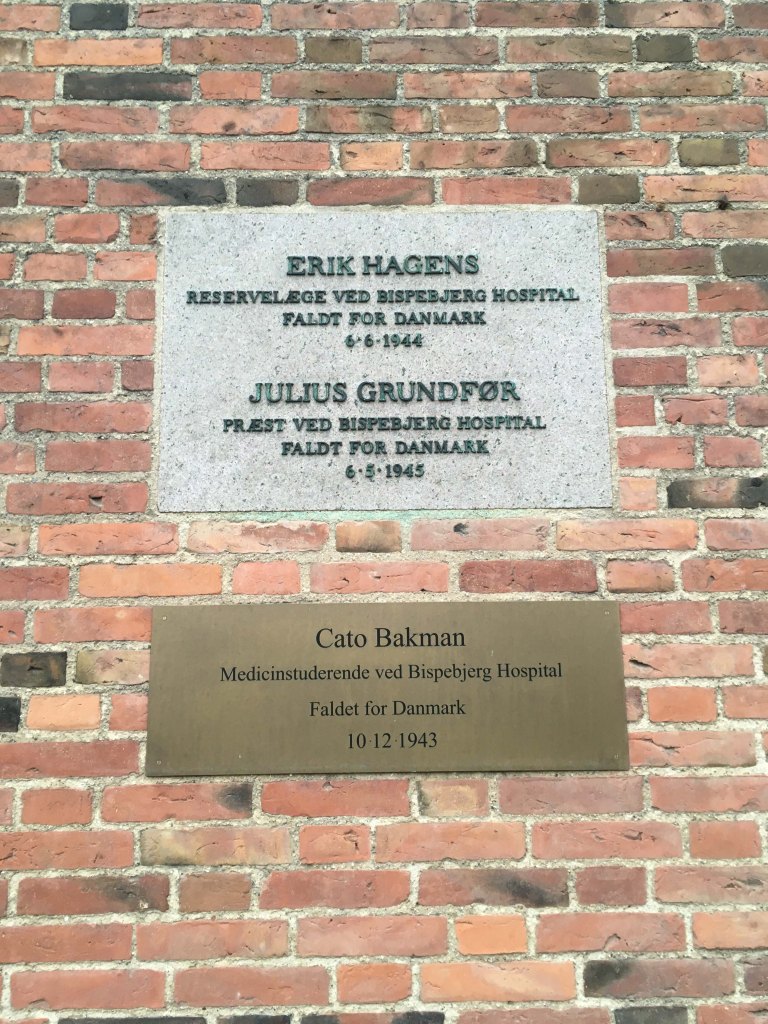 ERIK HAGENS
RESERVELÆGE VED BISPEBJERG HOSPITAL
FALDT FOR DANMARK
6·6·1944
JULIUS GRUNDFØR
PRÆST VED BISPEBJERG HOSPITAL
FALDT FOR DANMARK
6·5·1945
Cato Bakman
Medicinstuderende ved Bispebjerg Hospital
Faldet for Danmark
10·12·1943